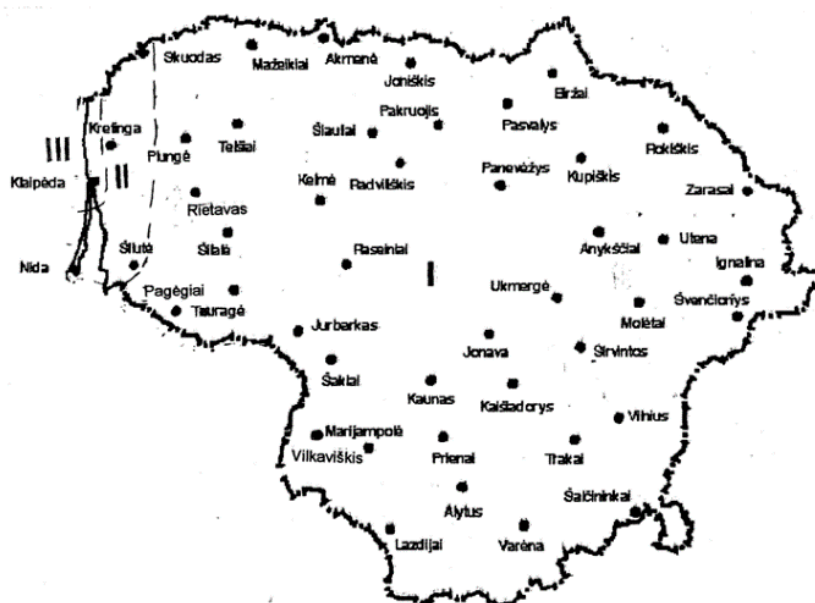 Skuodas
Mažeikiai
Akmenė
Joniškis
Biržai
Pakruojis
Pasvalys
Kretinga
III
Plungė
Telšiai
Šiauliai
Rokiškis
Klaipėda
II
Radviliškis
Panevėžys
Kupiškis
Kelmė
Rietavas
Zarasai
Šilutė
Šilalė
Raseiniai
I
Anykščiai
Utena
Nida
Ignalina
Pagėgiai
Tauragė
Ukmergė
Švenčionys
Molėtai
Jurbarkas
Jonava
Širvintos
Šakiai
Kaunas
Kaišiadorys
Vilnius
Marijampolė
Vilkaviškis
Prienai
Trakai
Alytus
Šalčininkai
Lazdijai
Varėna